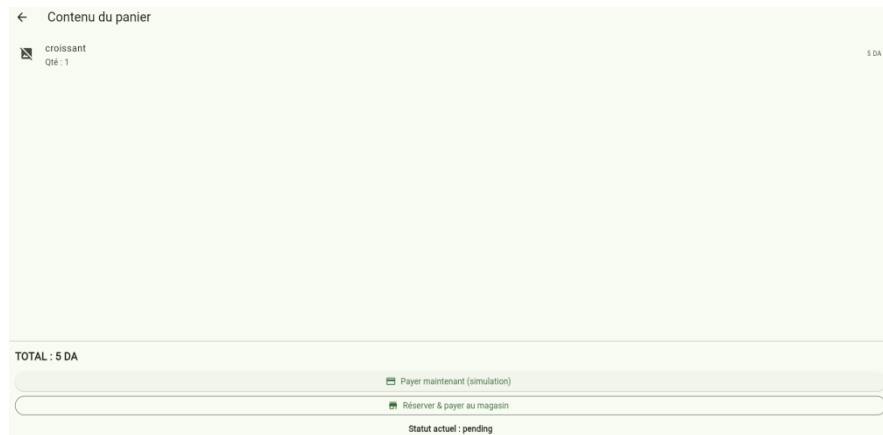 Contenu du panier
croissant
Qté : 1
5 DA
TOTAL : 5 DA
Payer maintenant (simulation)
Réserver & payer au magasin
Statut actuel : pending